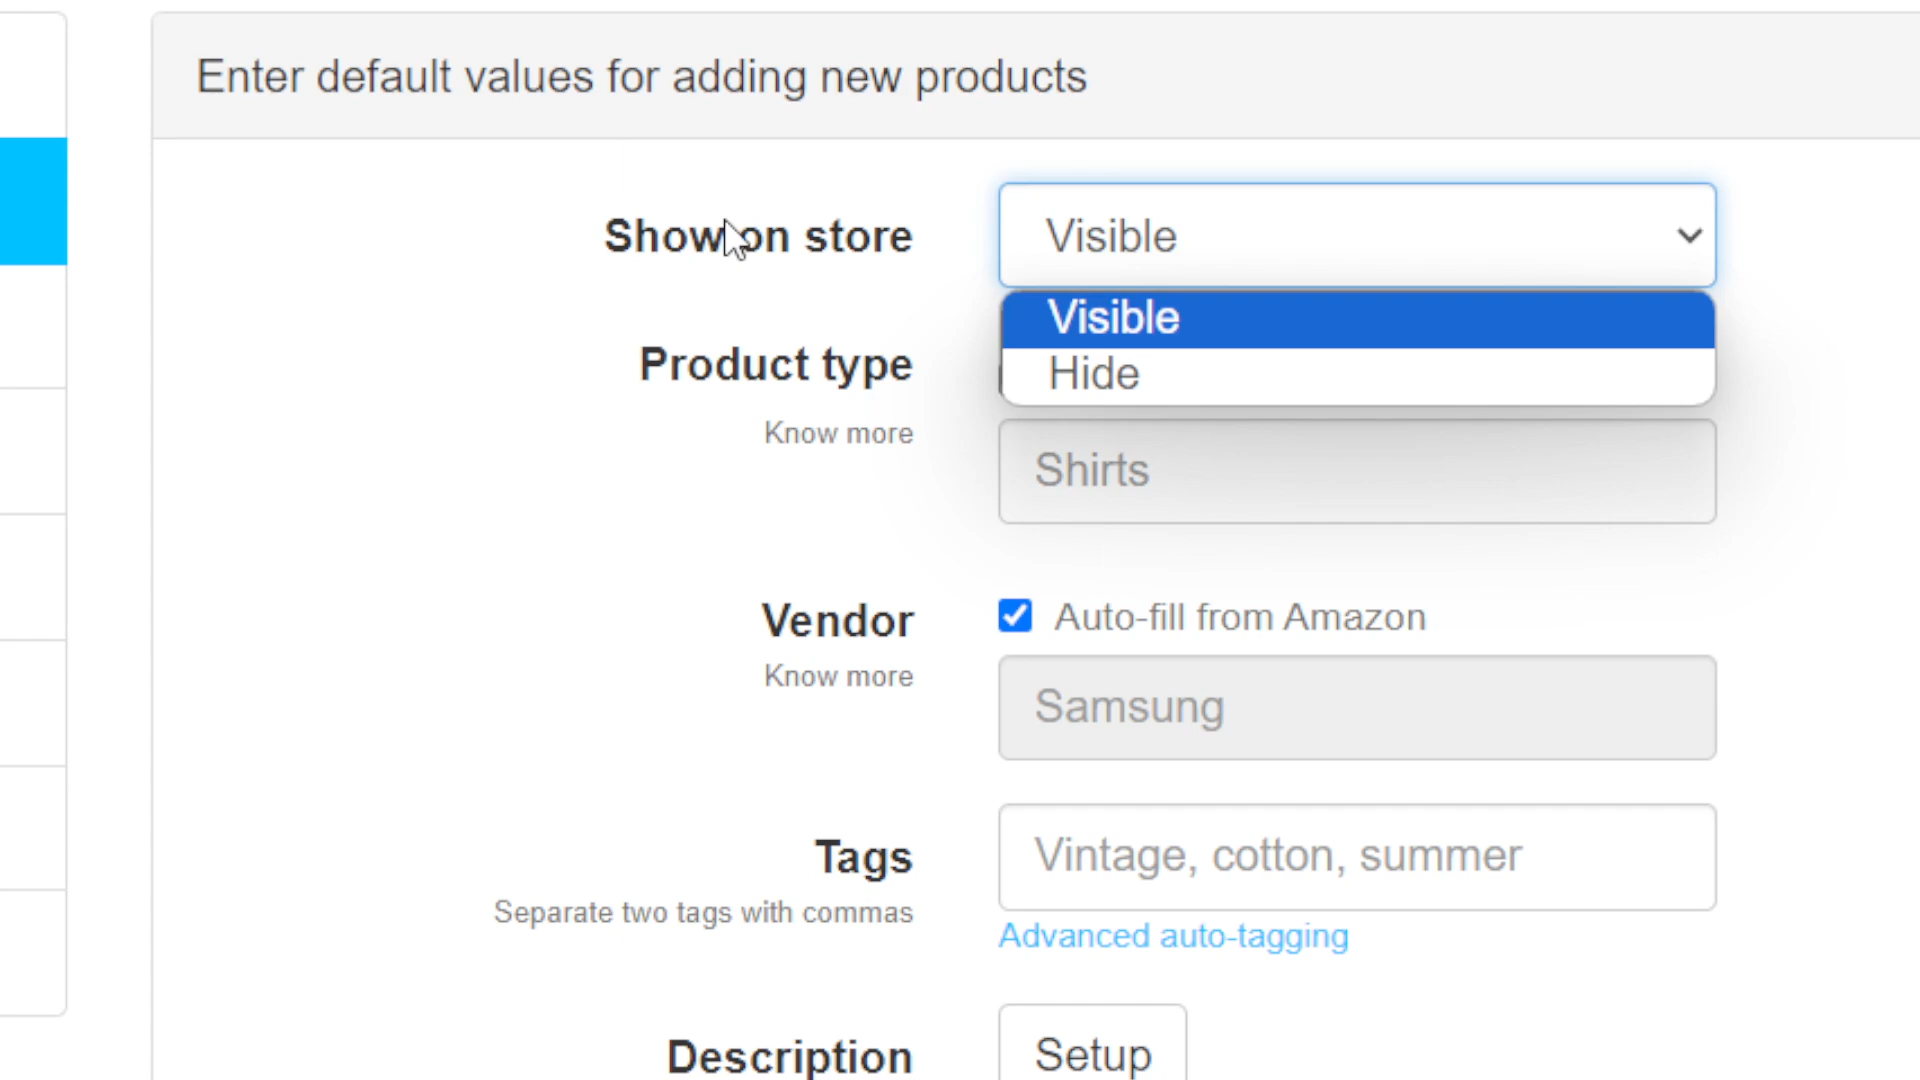 Enter default values for adding new products
Show on store
Visible
Visible
Hide
Product type
Know more
Shirts
Vendor
Auto-fill from Amazon
Know more
Samsung
Tags
Vintage, cotton, summer
Separate two tags with commas
Advanced auto-tagging
Description
Setup